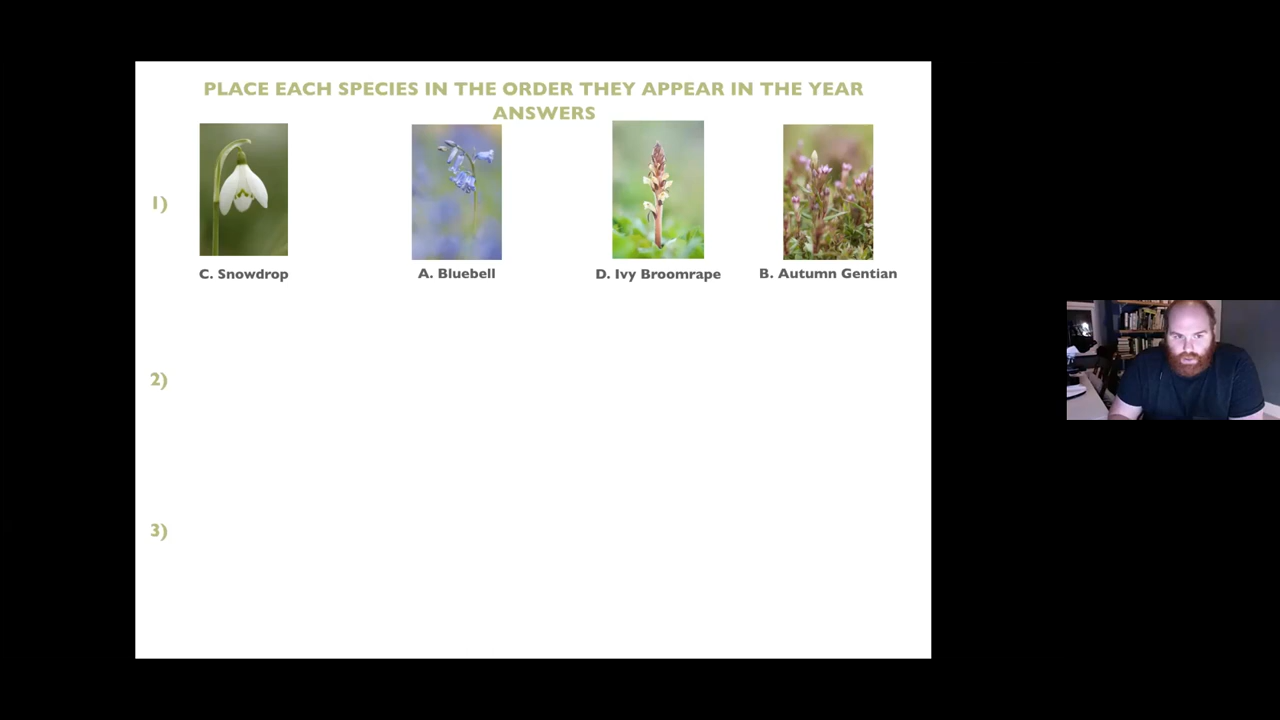 PLACE EACH SPECIES IN THE ORDER THEY APPEAR IN THE YEAR
ANSWERS
1)
C. Snowdrop
A. Bluebell
D. Ivy Broomrape
B. Autumn Gentian
2)
3)